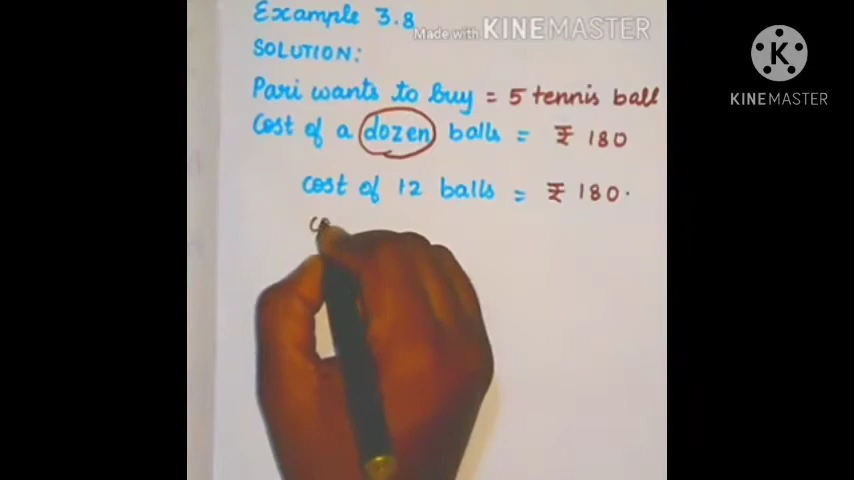 Example 3.8
Made with KINEMASTER
SOLUTION:
K
KINEMASTER
Pari wants to buy = 5 tennis ball
Cost of a dozen balls = ₹ 180
cost of 12 balls = ₹ 180.